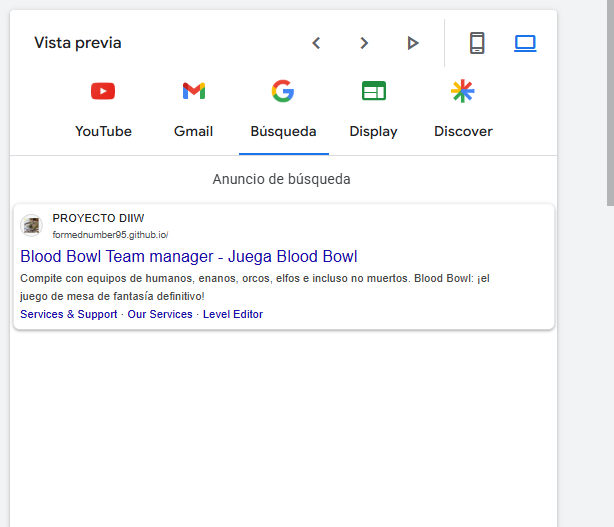 Vista previa
YouTube
Gmail
Búsqueda
Display
Discover
Anuncio de búsqueda
PROYECTO DIIW
formednumber95.github.io/
Blood Bowl Team manager - Juega Blood Bowl
Compite con equipos de humanos, enanos, orcos, elfos e incluso no muertos. Blood Bowl: ¡el
juego de mesa de fantasía definitivo!
Services & Support · Our Services · Level Editor